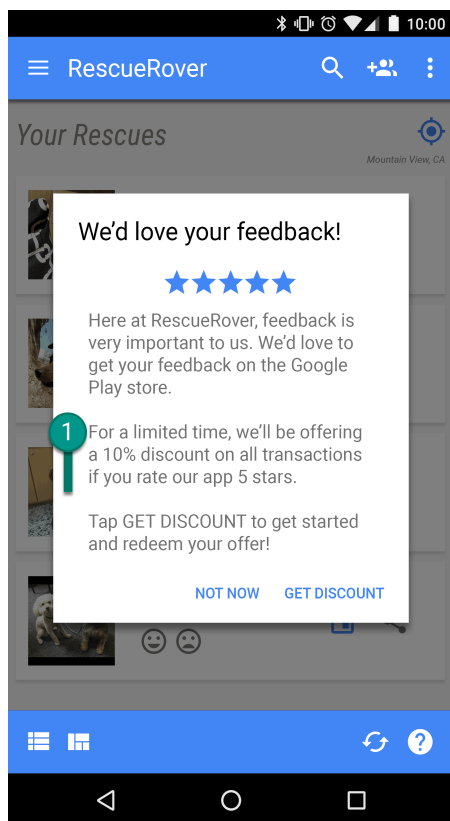 10:00
RescueRover
Your Rescues
Mountain View, CA
We’d love your feedback!
Here at RescueRover, feedback is
very important to us. We’d love to
get your feedback on the Google
Play store.
1
For a limited time, we’ll be offering
a 10% discount on all transactions
if you rate our app 5 stars.
Tap GET DISCOUNT to get started
and redeem your offer!
NOT NOW GET DISCOUNT